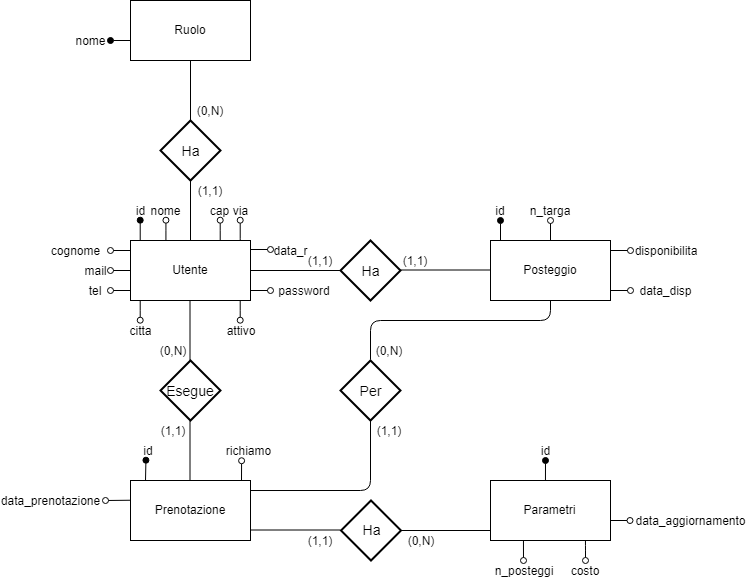 Ruolo
nome
(0,N)
Ha
(1,1)
id nome cap via
id n_targa
cognome
data_r
disponibilita
mail
Utente
(1,1)
Ha
(1,1)
Posteggio
tel
password
data_disp
citta
attivo
(0,N)
(0,N)
Esegue
Per
(1,1)
(1,1)
id
richiamo
id
data_prenotazione
Prenotazione
Parametri
data_aggiornamento
Ha
(1,1)
(0,N)
n_posteggi
costo